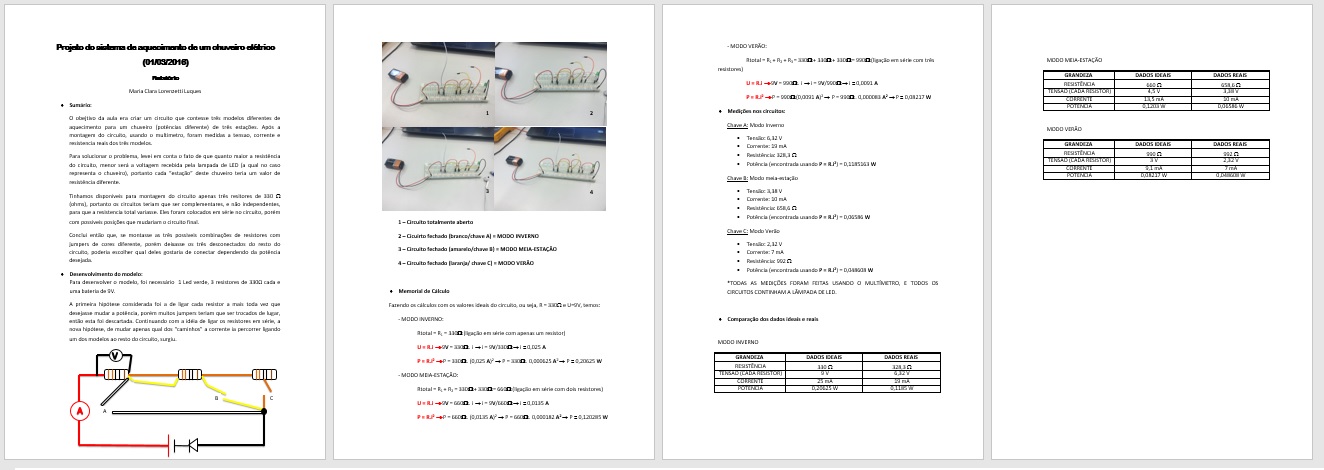 Projeto do sistema de aquecimento de um chuveiro elétrico
(01/03/2016)
Relatório
Maria Clara Lorenzetti Luques
♦ Sumário:
O objetivo da aula era criar um circuito que contesse três modelos diferentes de
aquecimento para um chuveiro (potências diferente) de três estações. Após a
montagem do circuito, usando o multímetro, foram medidas a tensao, corrente e
resistencia reais dos três modelos.
Para solucionar o problema, levei em conta o fato de que quanto maior a resistência
do circuito, menor será a voltagem recebida pela lampada de LED (a qual no caso
representa o chuveiro), portanto cada "estação" deste chuveiro teria um valor de
resistência diferente.
Tinhamos disponíveis para montagem do circuito apenas três resitores de 330 Ω
(ohms), portanto os circuitos teriam que ser complementares, e não independentes,
para que a resistencia total variasse. Eles foram colocados em série no circuito, porém
com possíveis posições que mudariam o circuito final.
Conclui então que, se montasse as três possíveis combinações de resistores com
jumpers de cores diferente, porém deixasse os três desconectados do resto do
circuito, poderia escolher qual deles gostaria de conectar dependendo da potência
desejada.
♦ Desenvolvimento do modelo:
Para desenvolver o modelo, foi necessário 1 Led verde, 3 resistores de 330Ω cada e
uma bateria de 9V.
A primeira hipótese considerada foi a de ligar cada resistor a mais toda vez que
desejasse mudar a potência, porém muitos jumpers teriam que ser trocados de lugar,
então esta foi descartada. Continuando com a idéia de ligar os resistores em série, a
nova hipótese, de mudar apenas qual dos "caminhos" a corrente ia percorrer ligando
um dos modelos ao resto do circuito, surgiu.
V
A
A
B
C
1
2
3
4
1 – Circuito totalmente aberto
2 – Cicuirto fechado (branco/chave A) = MODO INVERNO
3 – Circuito fechado (amarelo/chave B) = MODO MEIA-ESTAÇÃO
4 – Circuito fechado (laranja/ chave C) = MODO VERÃO
♦ Memorial de Cálculo
Fazendo os cálculos com os valores ideais do circuito, ou seja, R = 330Ω e U=9V, temos:
- MODO INVERNO:
Rtotal = R₁ = 330Ω (ligação em série com apenas um resistor)
U = R.i → 9V = 330Ω. i → i = 9V/330Ω → i = 0,025 A
P = R.i² → P = 330Ω. (0,025 A)² → P = 330Ω. 0,000625 A² → P = 0,20625 W
- MODO MEIA-ESTAÇÃO:
Rtotal = R₁ + R₂ = 330Ω + 330Ω = 660Ω (ligação em série com dois resistores)
U = R.i → 9V = 660Ω. i → i = 9V/660Ω → i = 0,0135 A
P = R.i² → P = 660Ω. (0,0135 A)² → P = 660Ω. 0,000182 A² → P = 0,120285 W
- MODO VERÃO:
Rtotal = R₁ + R₂ + R₃ = 330Ω + 330Ω + 330Ω = 990Ω (ligação em série com três
resistores)
U = R.i → 9V = 990Ω. i → i = 9V/990Ω → i = 0,0091 A
P = R.i² → P = 990Ω. (0,0091 A)² → P = 990Ω. 0,000083 A² → P = 0,08217 W
♦ Medições nos circuitos:
Chave A: Modo Inverno
• Tensão: 6,32 V
• Corrente: 19 mA
• Resistência: 328,3 Ω
• Potência (encontrada usando P = R.i²) = 0,1185163 W
Chave B: Modo meia-estação
• Tensão: 3,38 V
• Corrente: 10 mA
• Resistência: 658,6 Ω
• Potência (encontrada usando P = R.i²) = 0,06586 W
Chave C: Modo Verão
• Tensão: 2,32 V
• Corrente: 7 mA
• Resistência: 992 Ω
• Potência (encontrada usando P = R.i²) = 0,048608 W
*TODAS AS MEDIÇÕES FORAM FEITAS USANDO O MULTÍMETRO, E TODOS OS
CIRCUITOS CONTINHAM A LÂMPADA DE LED.
♦ Comparação dos dados ideais e reais
MODO INVERNO
GRANDEZA DADOS IDEAIS DADOS REAIS
RESISTÊNCIA 330 Ω 328,3 Ω
TENSÃO (CADA RESISTOR) 9 V 6,32 V
CORRENTE 25 mA 19 mA
POTÊNCIA 0,20625 W 0,1185 W
MODO MEIA-ESTAÇÃO
GRANDEZA DADOS IDEAIS DADOS REAIS
RESISTÊNCIA 660 Ω 658,6 Ω
TENSÃO (CADA RESISTOR) 4,5 V 3,38 V
CORRENTE 13,5 mA 10 mA
POTÊNCIA 0,1203 W 0,06586 W
MODO VERÃO
GRANDEZA DADOS IDEAIS DADOS REAIS
RESISTÊNCIA 990 Ω 992 Ω
TENSÃO (CADA RESISTOR) 3 V 2,32 V
CORRENTE 9,1 mA 7 mA
POTÊNCIA 0,08217 W 0,048608 W